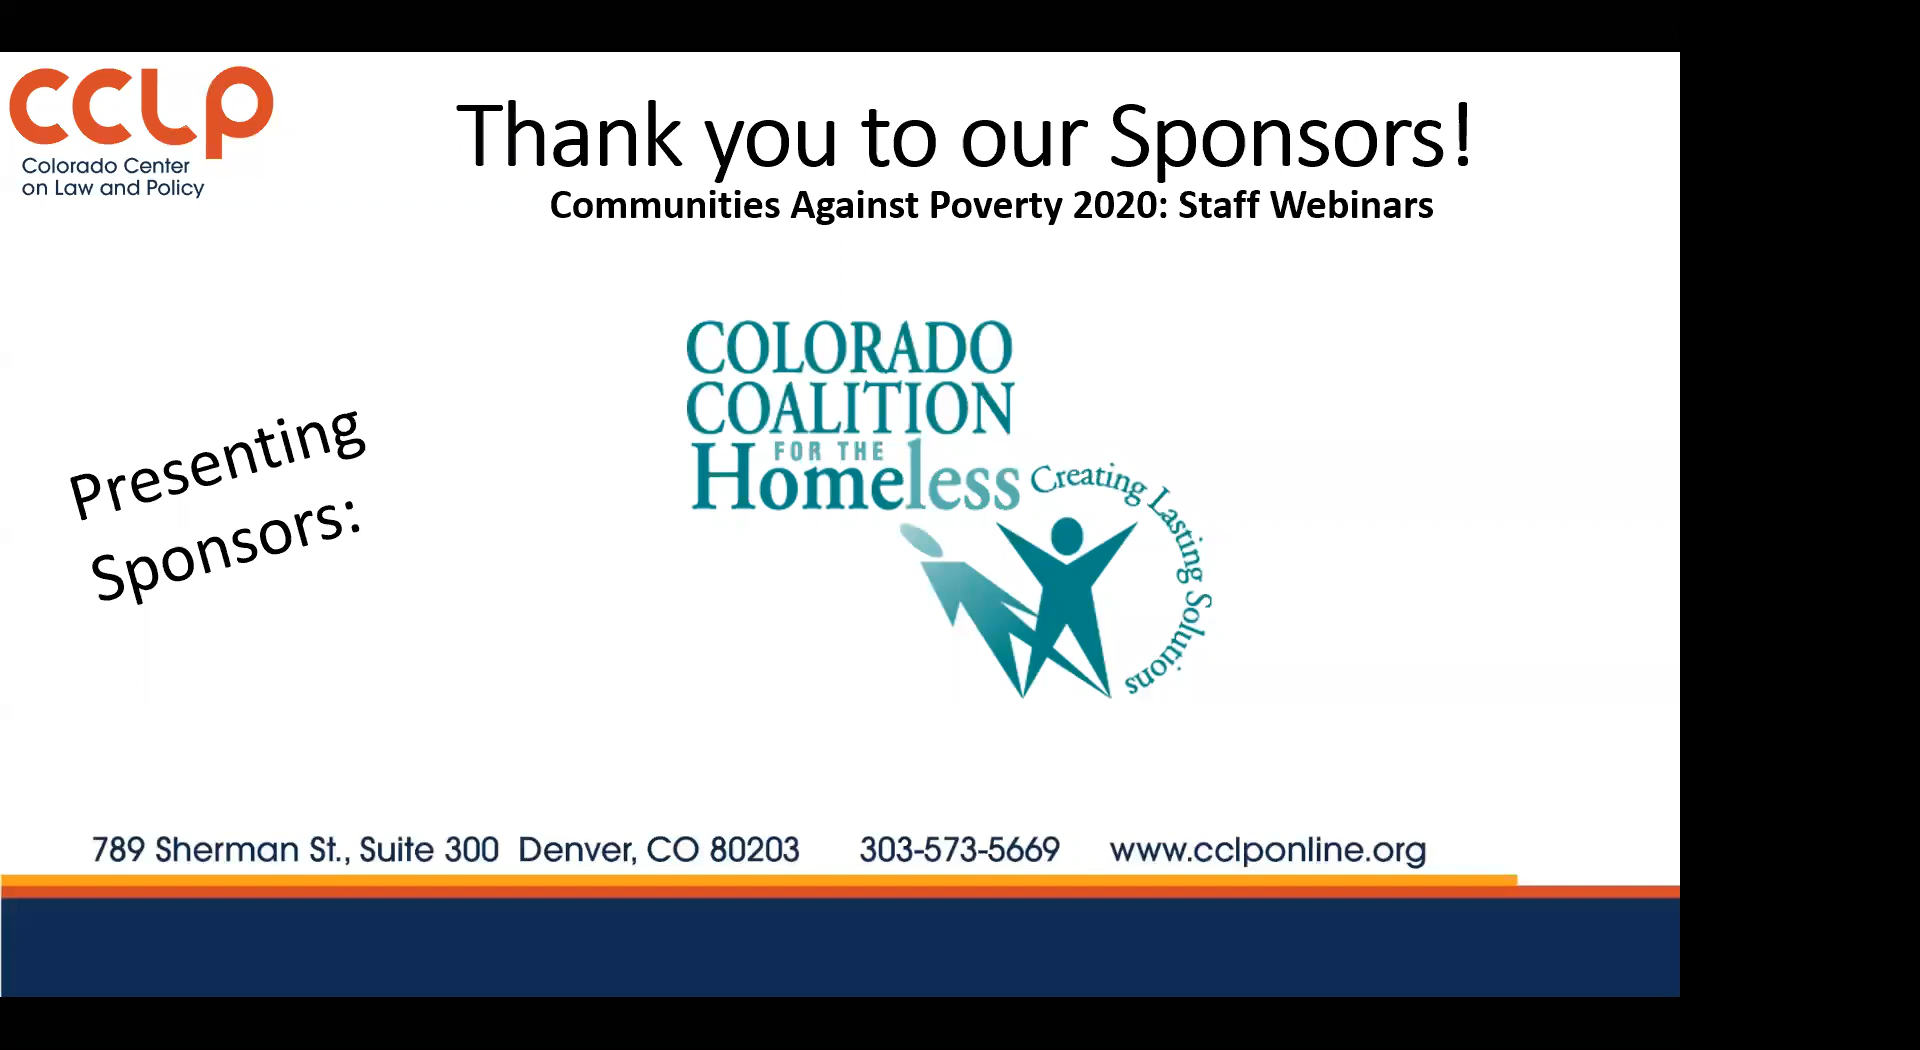 CCLP
Colorado Center
on Law and Policy
Thank you to our Sponsors!
Communities Against Poverty 2020: Staff Webinars
Presenting
Sponsors:
COLORADO
COALITION
FOR THE
Homeless
Creating Lasting Solutions
789 Sherman St., Suite 300 Denver, CO 80203 303-573-5669 www.cclponline.org